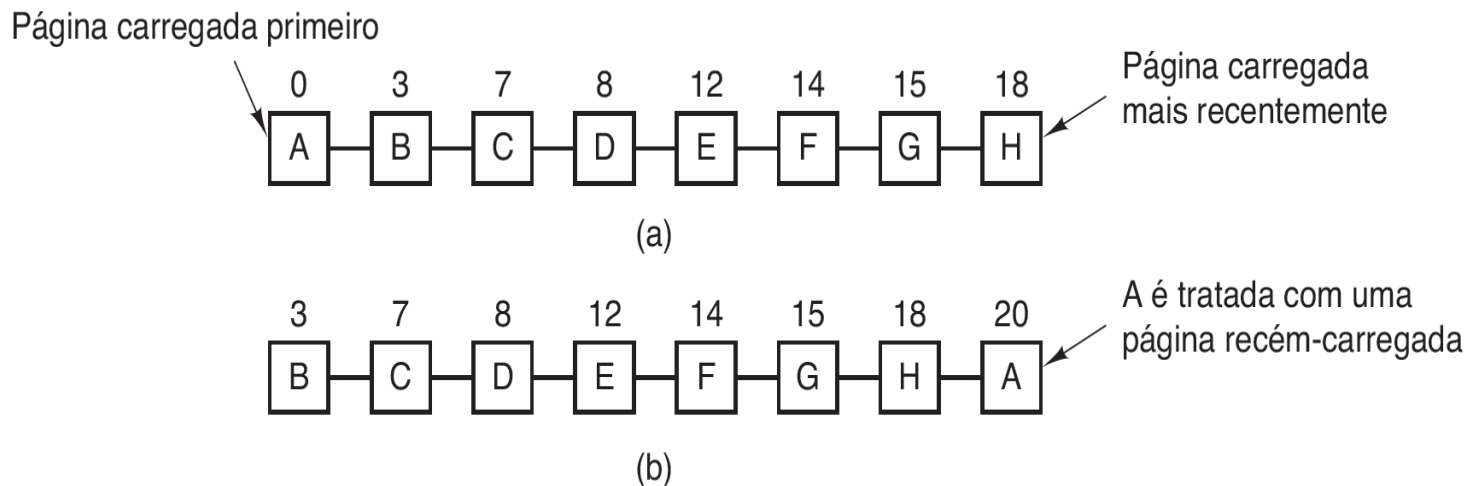 Página carregada primeiro
0 3 7 8 12 14 15 18
A B C D E F G H
Página carregada
mais recentemente
(a)
3 7 8 12 14 15 18 20
B C D E F G H A
A é tratada com uma
página recém-carregada
(b)